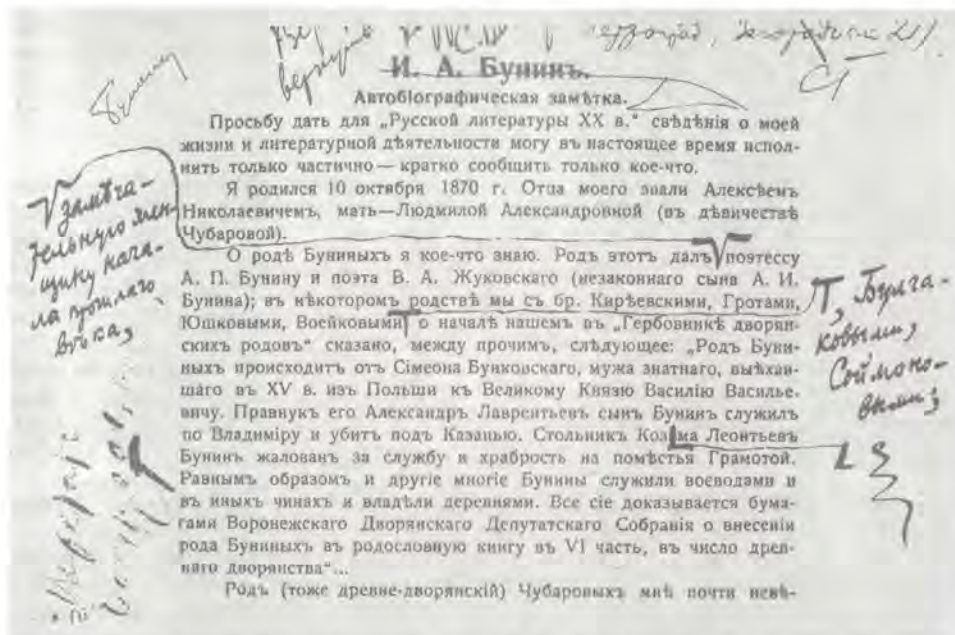 Бунину
И. А. Бунинъ.
Автобіографическая замѣтка.
Просьбу дать для „Русской литературы XX в.“ свѣдѣнія о моей
жизни и литературной дѣятельности могу въ настоящее время испол-
нить только частично — кратко сообщить только кое-что.
Я родился 10 октября 1870 г. Отца моего звали Алексѣемъ
Николаевичемъ, мать—Людмилой Александровной (въ дѣвичествѣ
Чубаровой).
О родѣ Буниныхъ я кое-что знаю. Родъ этотъ далъ поэтессу
А. П. Бунину и поэта В. А. Жуковскаго (незаконнаго сына А. И.
Бунина); въ нѣкоторомъ родствѣ мы съ бр. Кирѣевскими, Гротами,
Юшковыми, Воейковыми о началѣ нашемъ въ „Гербовникѣ дворян-
скихъ родовъ“ сказано, между прочимъ, слѣдующее: „Родъ Буни-
ныхъ происходитъ отъ Сімеона Бунковскаго, мужа знатнаго, выѣхав-
шаго въ XV в. изъ Польши къ Великому Князю Василію Василье-
вичу. Правнукъ его Александръ Лаврентьевъ сынъ Бунинъ служилъ
по Владиміру и убитъ подъ Казанью. Стольникъ Козьма Леонтьевъ
Бунинъ жалованъ за службу и храбрость на помѣстья Грамотой.
Равнымъ образомъ и другіе многіе Бунины служили воеводами и
въ иныхъ чинахъ и владѣли деревнями. Все сіе доказывается бума-
гами Воронежскаго Дворянскаго Депутатскаго Собранія о внесеніи
рода Буниныхъ въ родословную книгу въ VI часть, въ число древ-
няго дворянства“...
Родъ (тоже древне-дворянскій) Чубаровыхъ мнѣ почти невѣ-
замѣча-
тельную жен-
щину нача-
ла прошлаго
вѣка,
, Булга-
ковыми,
Соймоно-
выми;